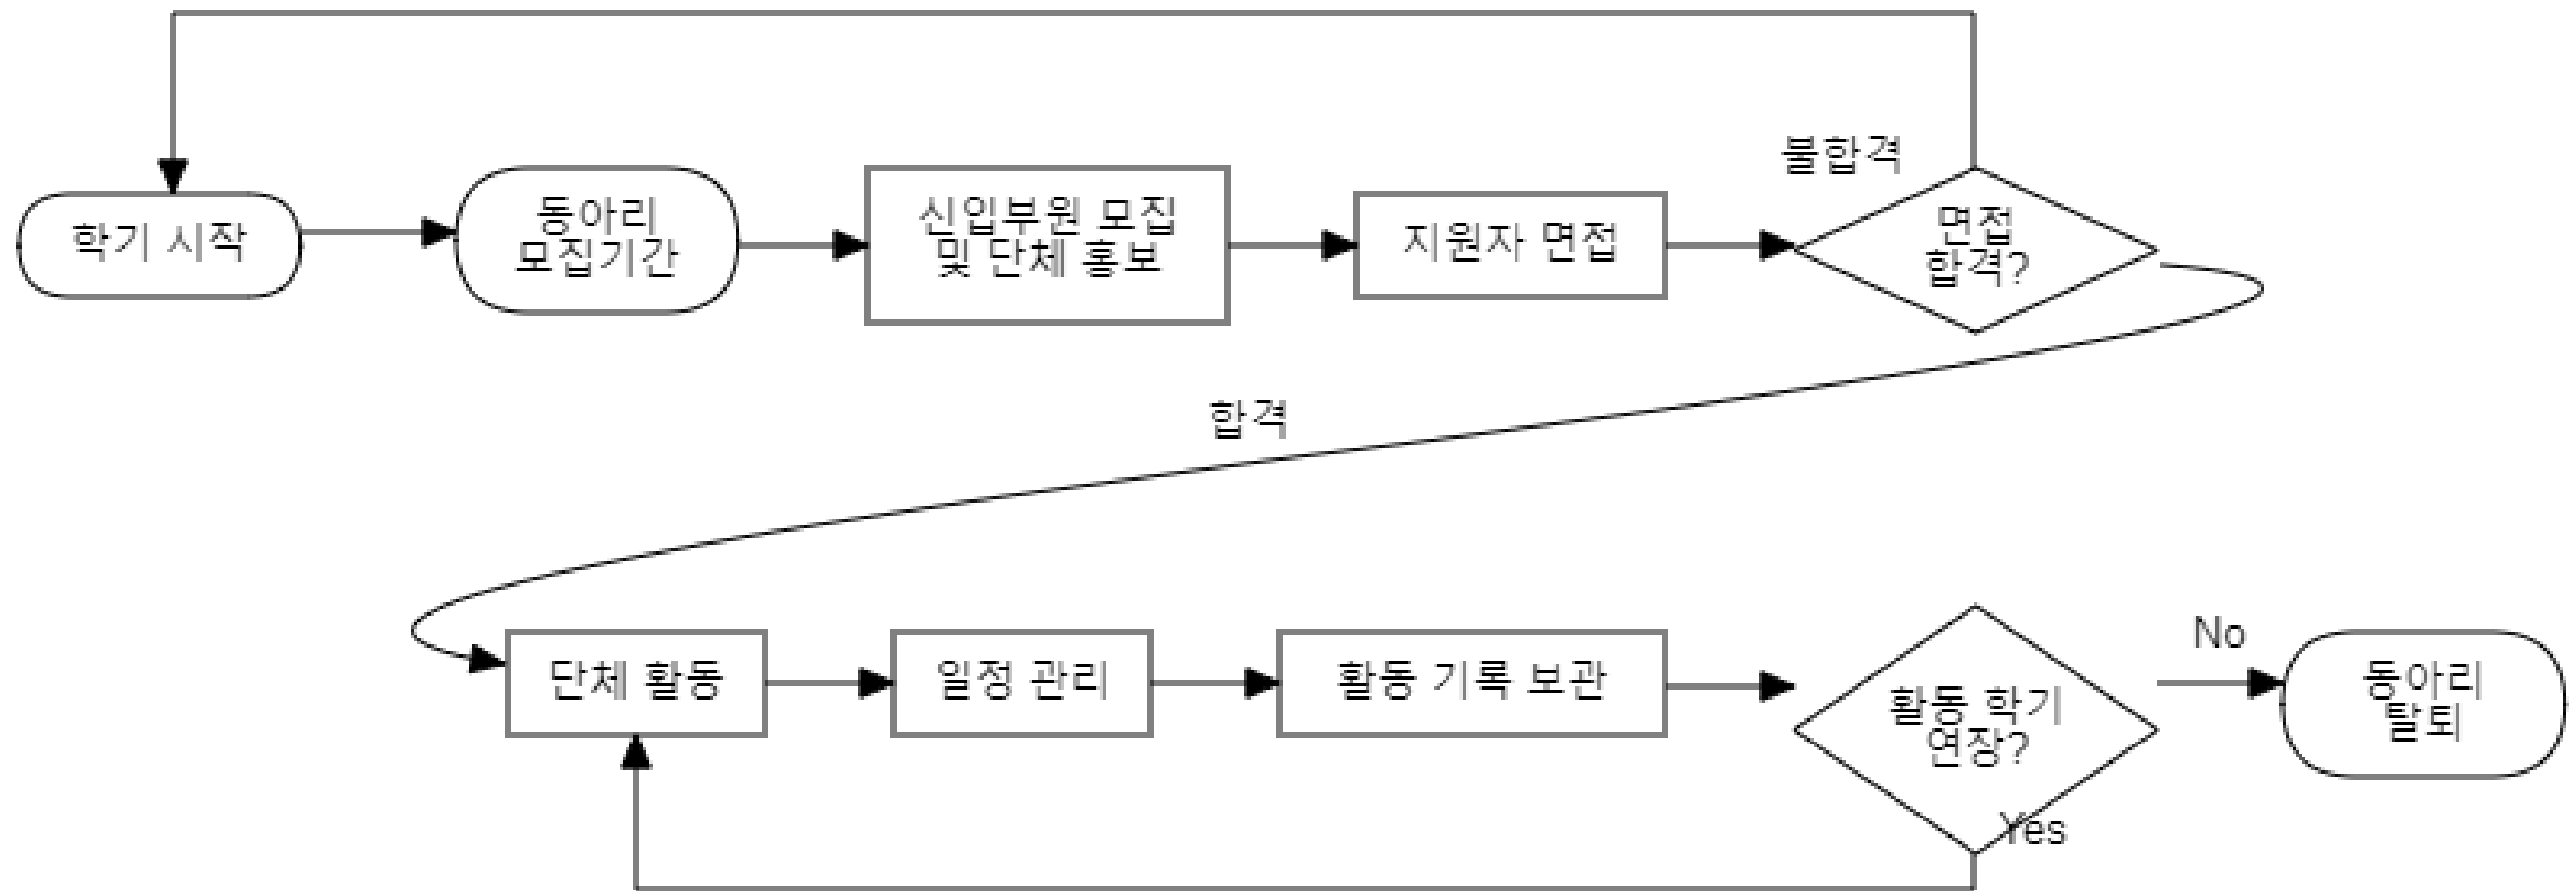 불합격
학기 시작
동아리
모집기간
신입부원 모집
및 단체 홍보
지원자 면접
면접
합격?
합격
단체 활동
일정 관리
활동 기록 보관
활동 학기
연장?
No
동아리
탈퇴
Yes